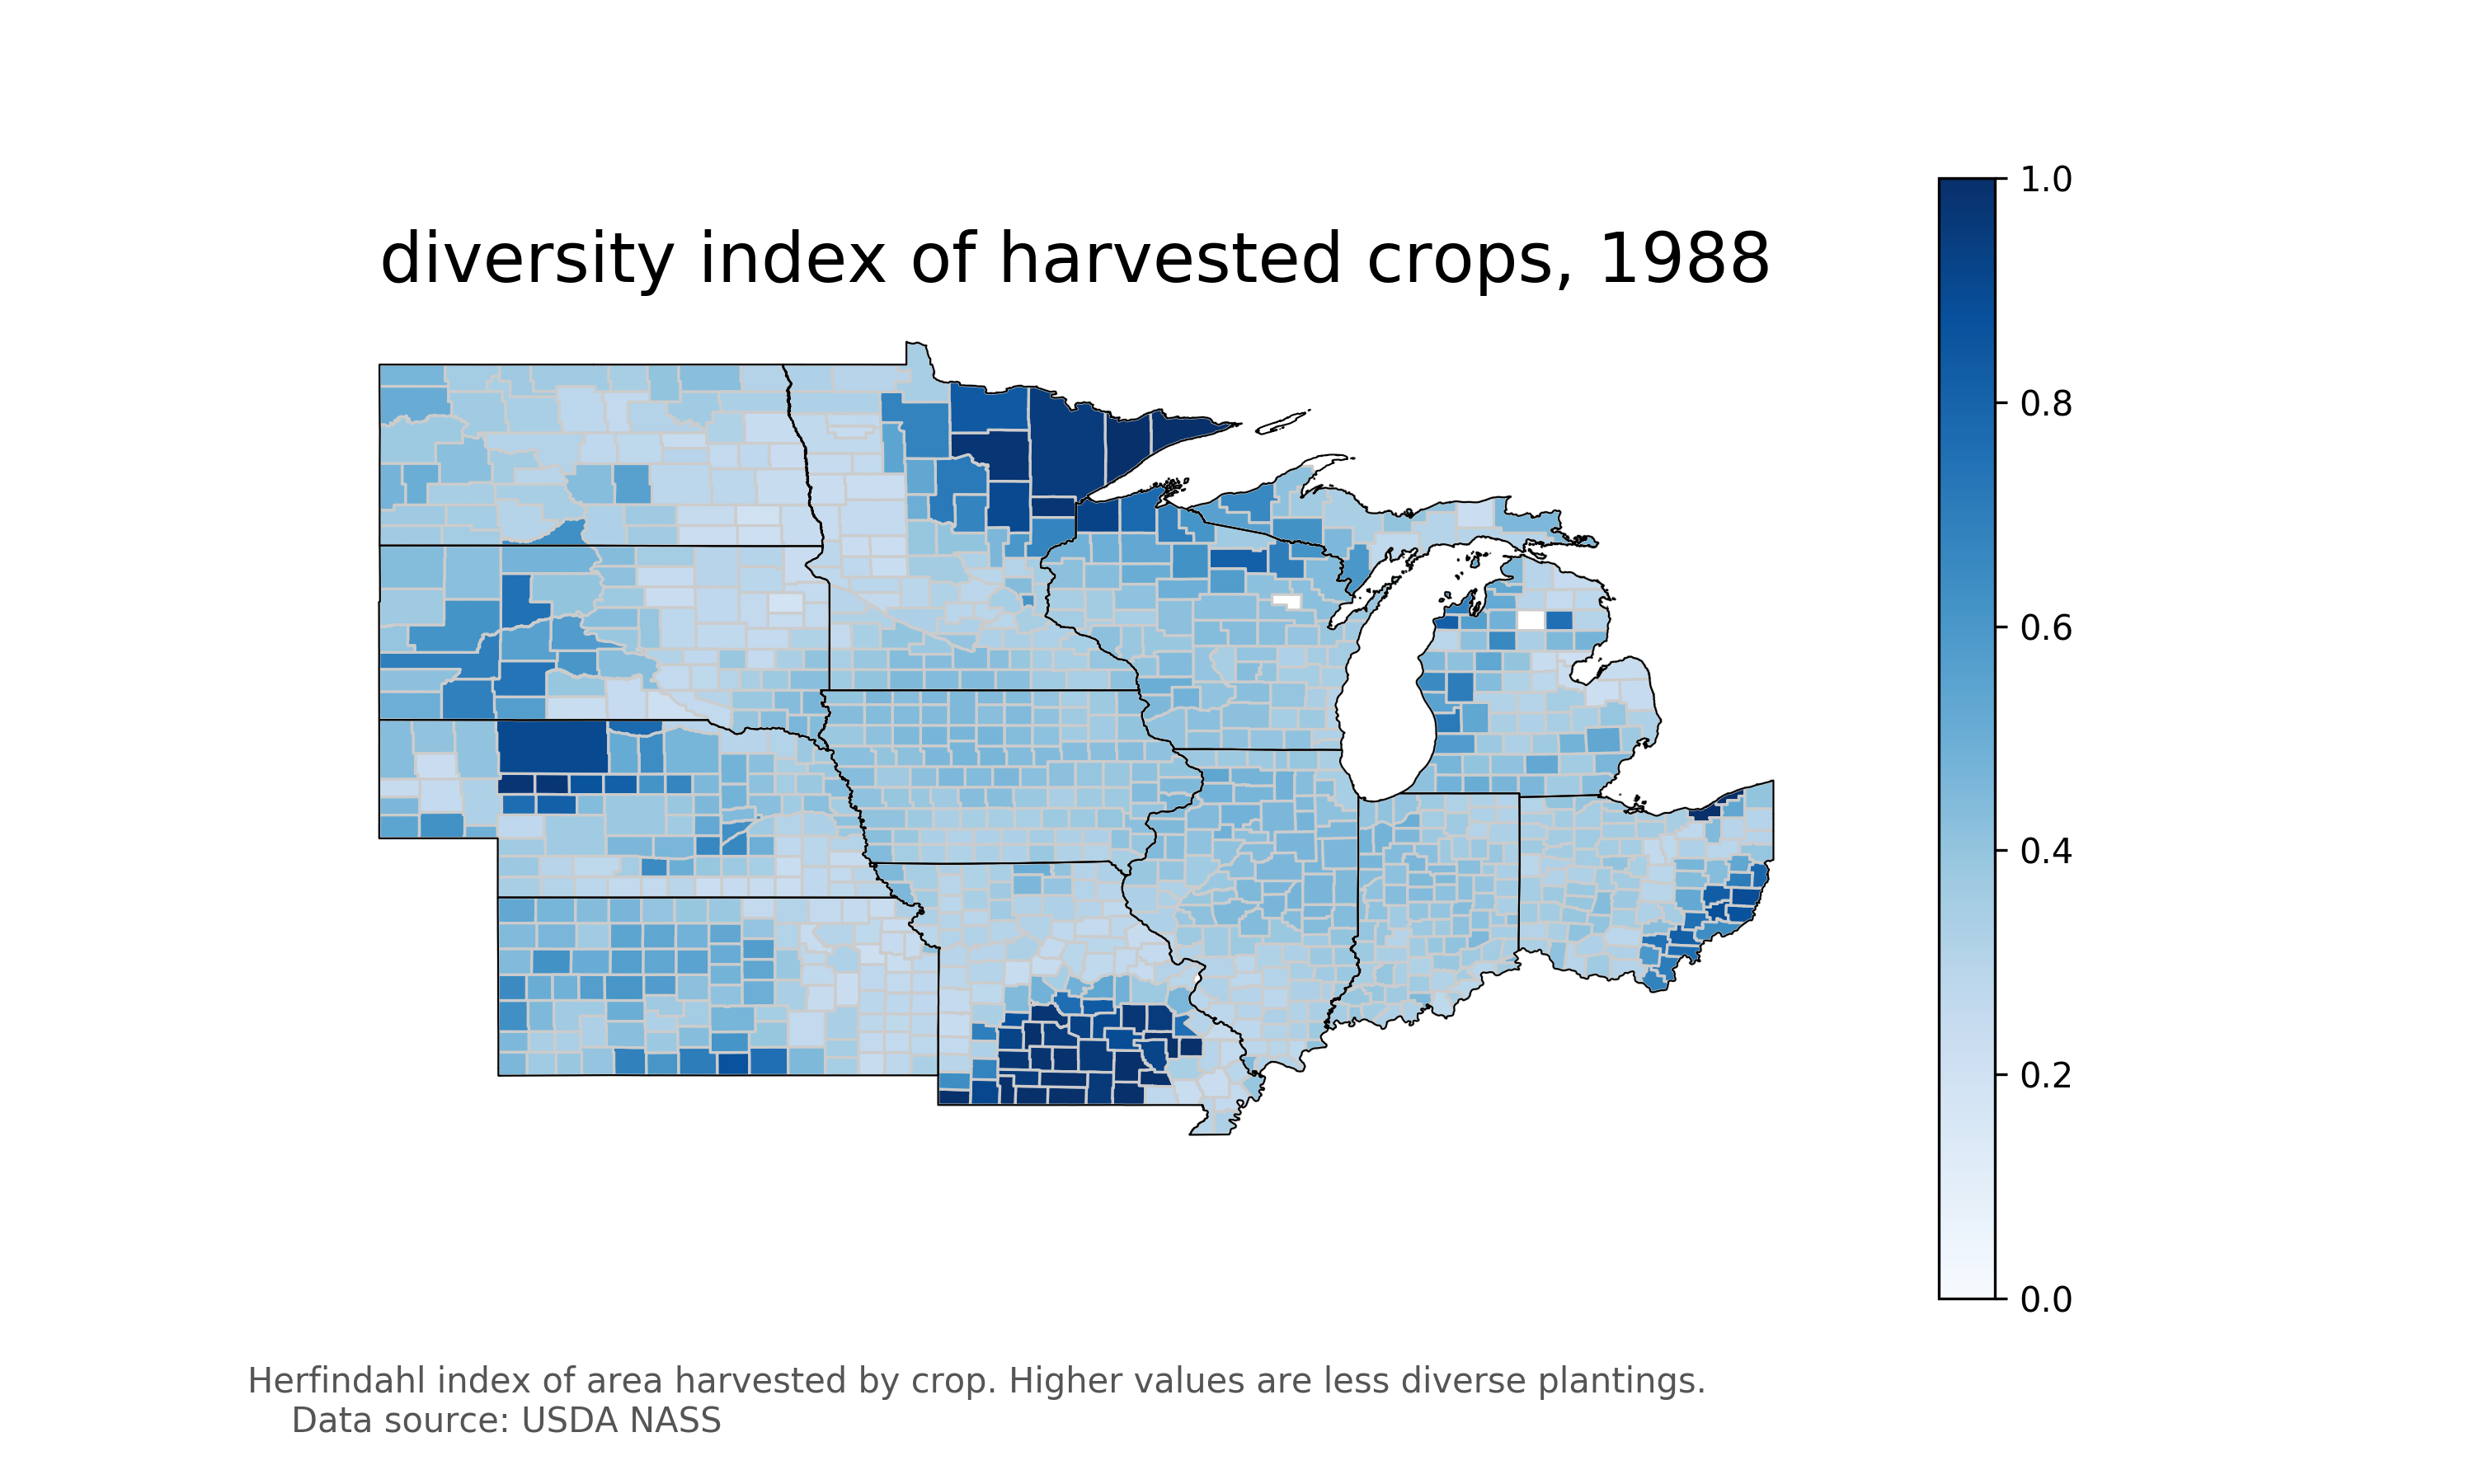 diversity index of harvested crops, 1988
1.0
0.8
0.6
0.4
0.2
0.0
Herfindahl index of area harvested by crop. Higher values are less diverse plantings.
Data source: USDA NASS